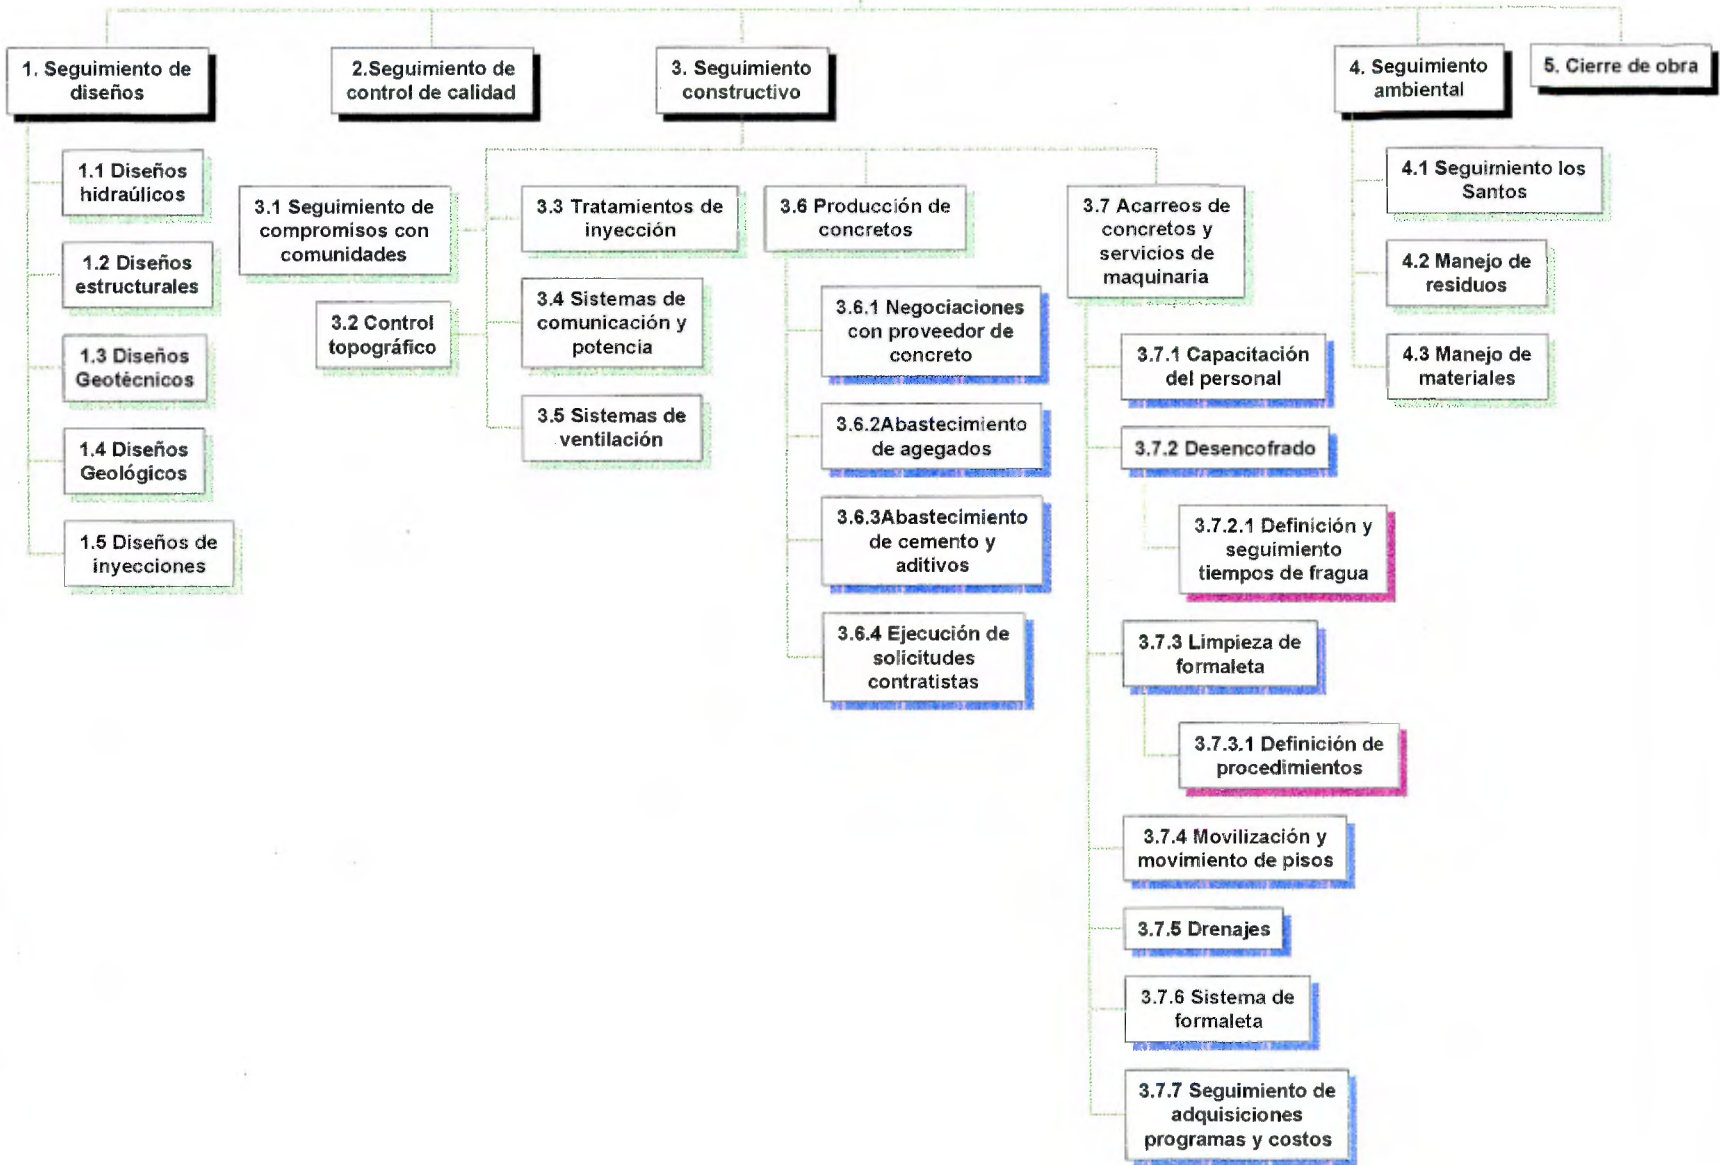 1. Seguimiento de
diseños
2.Seguimiento de
control de calidad
3. Seguimiento
constructivo
4. Seguimiento
ambiental
5. Cierre de obra
1.1 Diseños
hidráulicos
1.2 Diseños
estructurales
1.3 Diseños
Geotécnicos
1.4 Diseños
Geológicos
1.5 Diseños de
inyecciones
3.1 Seguimiento de
compromisos con
comunidades
3.2 Control
topográfico
3.3 Tratamientos de
inyección
3.4 Sistemas de
comunicación y
potencia
3.5 Sistemas de
ventilación
3.6 Producción de
concretos
3.6.1 Negociaciones
con proveedor de
concreto
3.6.2Abastecimiento
de agegados
3.6.3Abastecimiento
de cemento y
aditivos
3.6.4 Ejecución de
solicitudes
contratistas
3.7 Acarreos de
concretos y
servicios de
maquinaria
3.7.1 Capacitación
del personal
3.7.2 Desencofrado
3.7.2.1 Definición y
seguimiento
tiempos de fragua
3.7.3 Limpieza de
formaleta
3.7.3.1 Definición de
procedimientos
3.7.4 Movilización y
movimiento de pisos
3.7.5 Drenajes
3.7.6 Sistema de
formaleta
3.7.7 Seguimiento de
adquisiciones
programas y costos
4.1 Seguimiento los
Santos
4.2 Manejo de
residuos
4.3 Manejo de
materiales